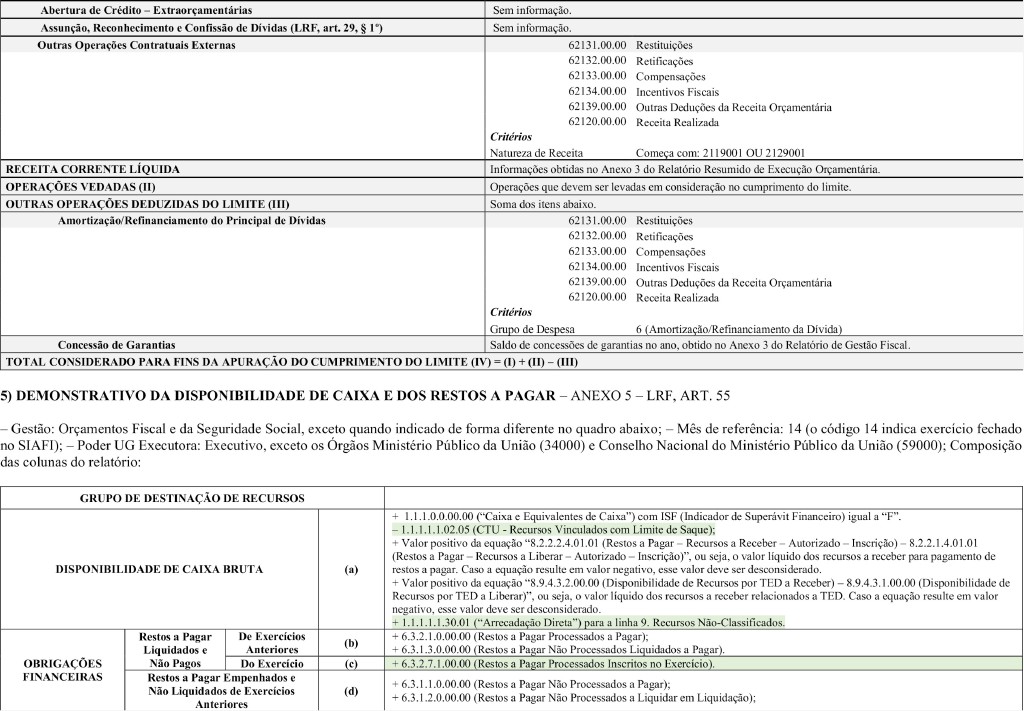 Abertura de Crédito – Extraorçamentárias Sem informação.
Assunção, Reconhecimento e Confissão de Dívidas (LRF, art. 29, § 1º) Sem informação.
Outras Operações Contratuais Externas 62131.00.00 Restituições
62132.00.00 Retificações
62133.00.00 Compensações
62134.00.00 Incentivos Fiscais
62139.00.00 Outras Deduções da Receita Orçamentária
62120.00.00 Receita Realizada
Critérios
Natureza de Receita Começa com: 2119001 OU 2129001
RECEITA CORRENTE LÍQUIDA Informações obtidas no Anexo 3 do Relatório Resumido de Execução Orçamentária.
OPERAÇÕES VEDADAS (II) Operações que devem ser levadas em consideração no cumprimento do limite.
OUTRAS OPERAÇÕES DEDUZIDAS DO LIMITE (III) Soma dos itens abaixo.
Amortização/Refinanciamento do Principal de Dívidas 62131.00.00 Restituições
62132.00.00 Retificações
62133.00.00 Compensações
62134.00.00 Incentivos Fiscais
62139.00.00 Outras Deduções da Receita Orçamentária
62120.00.00 Receita Realizada
Critérios
Grupo de Despesa 6 (Amortização/Refinanciamento da Dívida)
Concessão de Garantias Saldo de concessões de garantias no ano, obtido no Anexo 3 do Relatório de Gestão Fiscal.
TOTAL CONSIDERADO PARA FINS DA APURAÇÃO DO CUMPRIMENTO DO LIMITE (IV) = (I) + (II) – (III)
5) DEMONSTRATIVO DA DISPONIBILIDADE DE CAIXA E DOS RESTOS A PAGAR – ANEXO 5 – LRF, ART. 55
– Gestão: Orçamentos Fiscal e da Seguridade Social, exceto quando indicado de forma diferente no quadro abaixo; – Mês de referência: 14 (o código 14 indica exercício fechado
no SIAFI); – Poder UG Executora: Executivo, exceto os Órgãos Ministério Público da União (34000) e Conselho Nacional do Ministério Público da União (59000); Composição
das colunas do relatório:
GRUPO DE DESTINAÇÃO DE RECURSOS
DISPONIBILIDADE DE CAIXA BRUTA (a)
+ 1.1.1.0.0.00.00 (“Caixa e Equivalentes de Caixa”) com ISF (Indicador de Superávit Financeiro) igual a “F”.
– 1.1.1.1.1.02.05 (CTU - Recursos Vinculados com Limite de Saque);
+ Valor positivo da equação “8.2.2.2.4.01.01 (Restos a Pagar – Recursos a Receber – Autorizado – Inscrição) – 8.2.2.1.4.01.01
(Restos a Pagar – Recursos a Liberar – Autorizado – Inscrição)”, ou seja, o valor líquido dos recursos a receber para pagamento de
restos a pagar. Caso a equação resulte em valor negativo, esse valor deve ser desconsiderado.
+ Valor positivo da equação “8.9.4.3.2.00.00 (Disponibilidade de Recursos por TED a Receber) – 8.9.4.3.1.00.00 (Disponibilidade de
Recursos por TED a Liberar)”, ou seja, o valor líquido dos recursos a receber relacionados a TED. Caso a equação resulte em valor
negativo, esse valor deve ser desconsiderado.
+ 1.1.1.1.1.30.01 (“Arrecadação Direta”) para a linha 9. Recursos Não-Classificados.
OBRIGAÇÕES
FINANCEIRAS
Restos a Pagar
Liquidados e
Não Pagos
De Exercícios
Anteriores
(b)
+ 6.3.2.1.0.00.00 (Restos a Pagar Processados a Pagar);
+ 6.3.1.3.0.00.00 (Restos a Pagar Não Processados Liquidados a Pagar).
Do Exercício (c) + 6.3.2.7.1.00.00 (Restos a Pagar Processados Inscritos no Exercício).
Restos a Pagar Empenhados e
Não Liquidados de Exercícios
Anteriores
(d)
+ 6.3.1.1.0.00.00 (Restos a Pagar Não Processados a Pagar);
+ 6.3.1.2.0.00.00 (Restos a Pagar Não Processados a Liquidar em Liquidação);